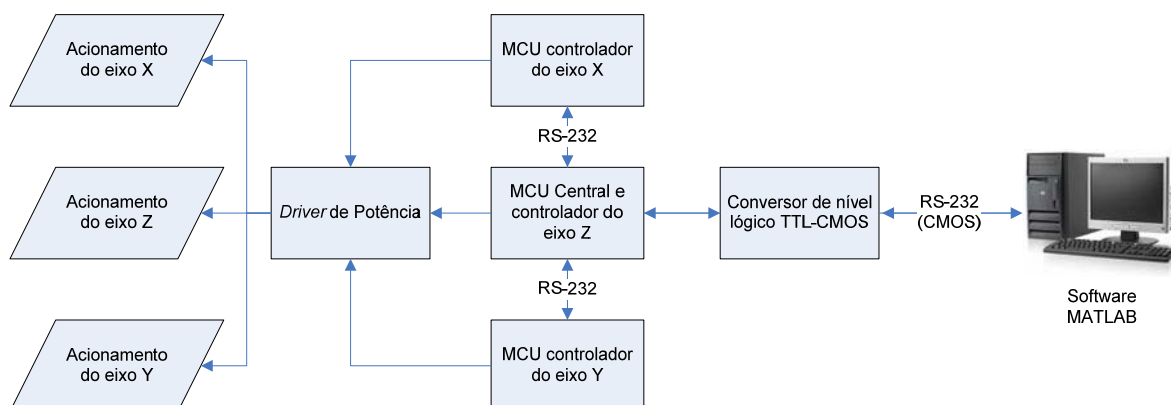 Acionamento
do eixo X
MCU controlador
do eixo X
RS-232
Acionamento
do eixo Z
Driver de Potência
MCU Central e
controlador do
eixo Z
Conversor de nível
lógico TTL-CMOS
RS-232
(CMOS)
Software
MATLAB
RS-232
Acionamento
do eixo Y
MCU controlador
do eixo Y